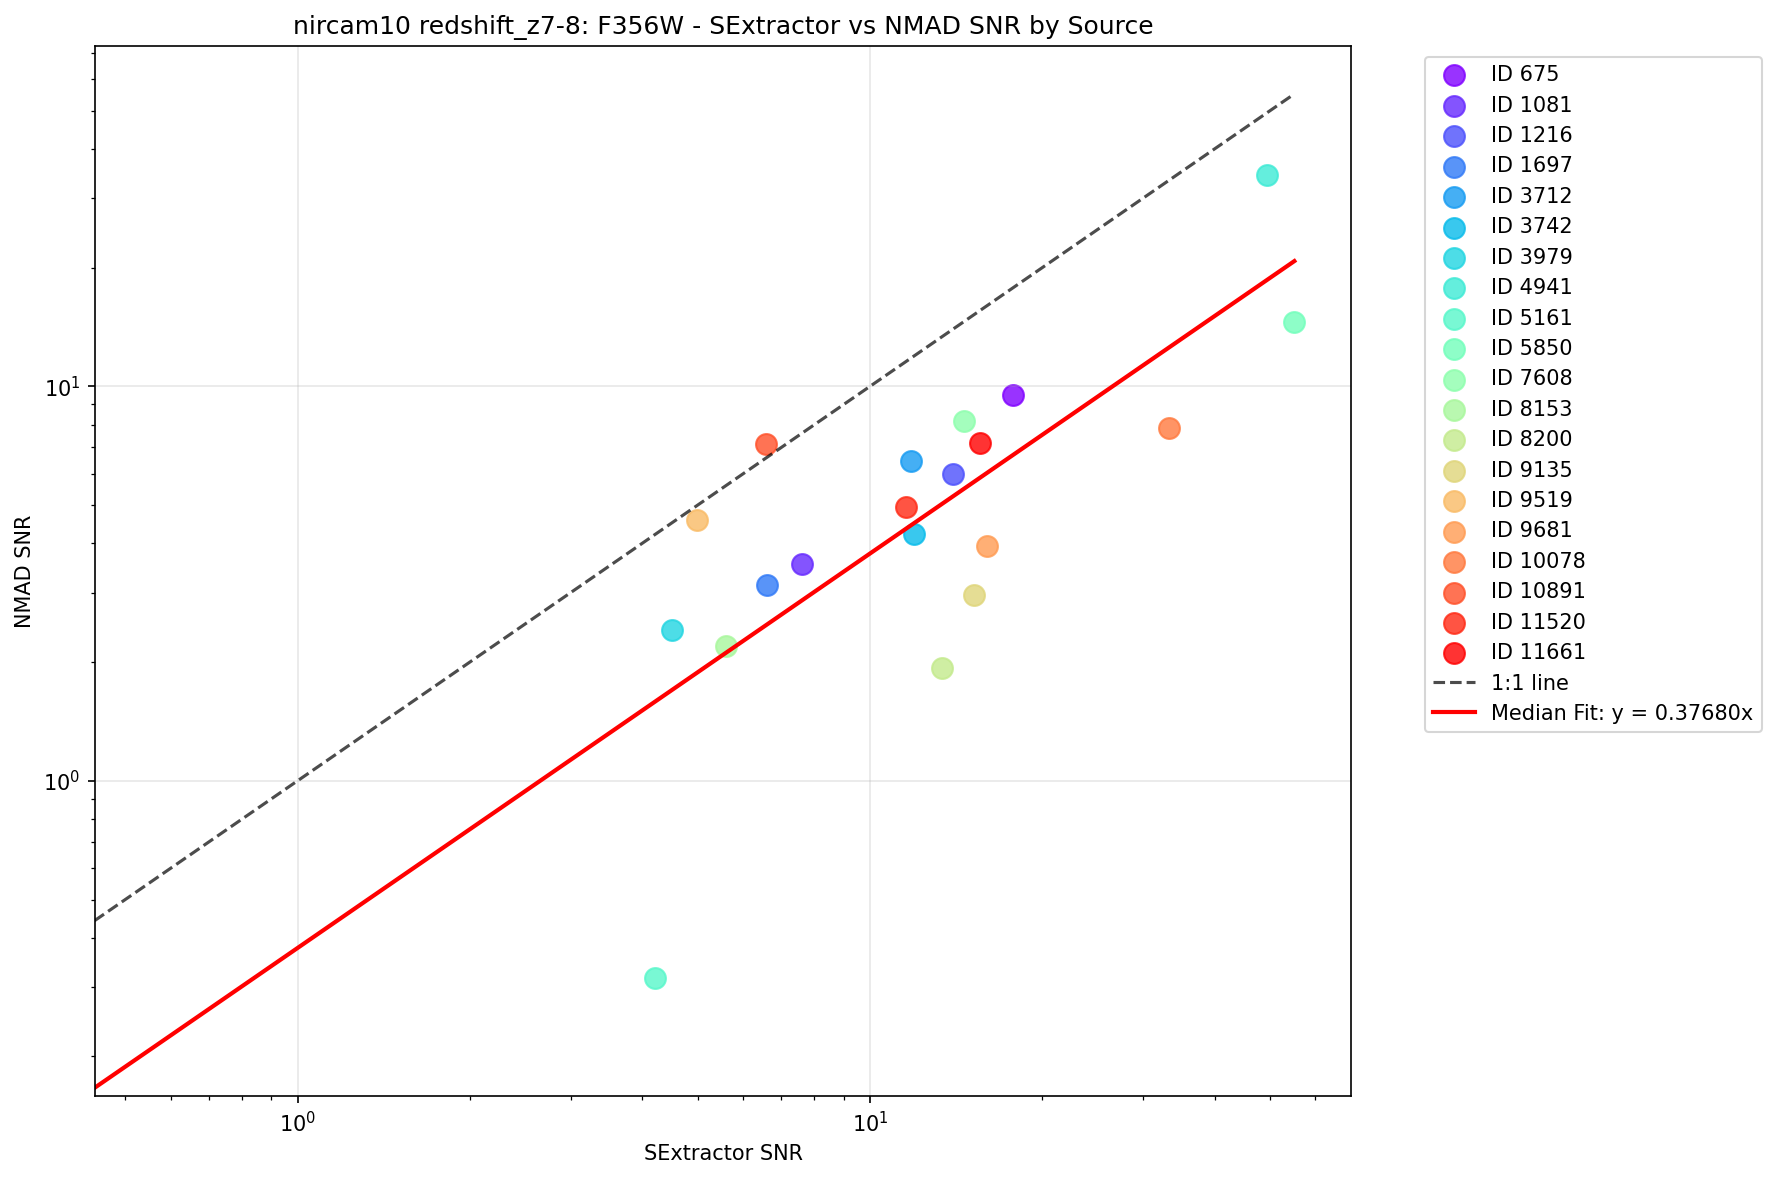 nircam10 redshift_z7-8: F356W - SExtractor vs NMAD SNR by Source
NMAD SNR
10¹
10⁰
10⁰
10¹
SExtractor SNR
ID 675
ID 1081
ID 1216
ID 1697
ID 3712
ID 3742
ID 3979
ID 4941
ID 5161
ID 5850
ID 7608
ID 8153
ID 8200
ID 9135
ID 9519
ID 9681
ID 10078
ID 10891
ID 11520
ID 11661
1:1 line
Median Fit: y = 0.37680x